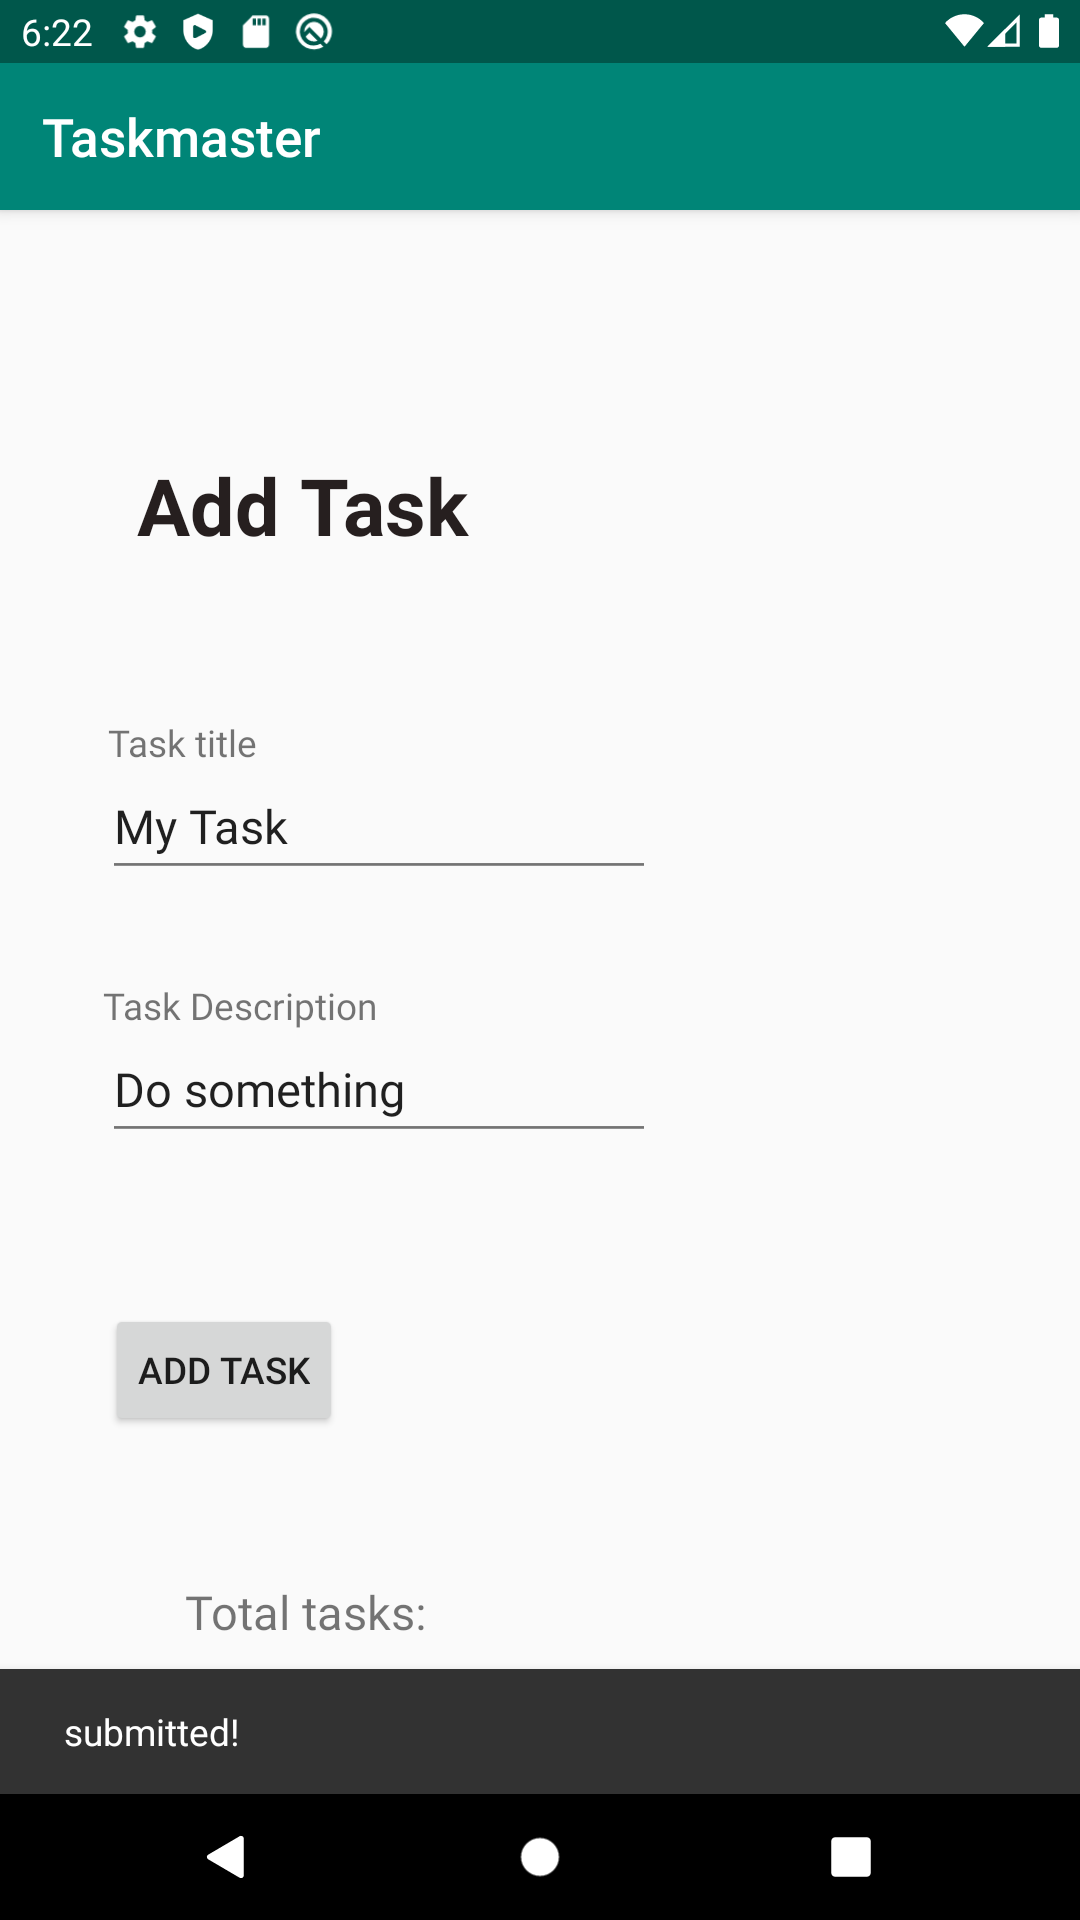 6:22
Taskmaster
Add Task
Task title
My Task
Task Description
Do something
ADD TASK
Total tasks:
submitted!